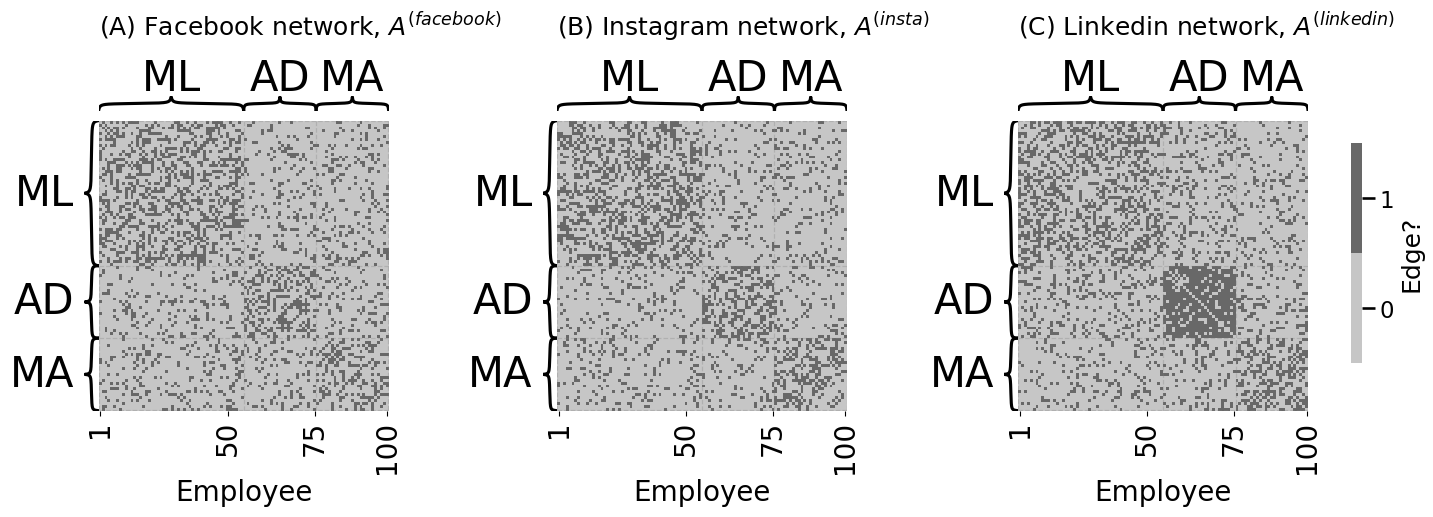 (A) Facebook network, A^(facebook)
ML AD MA
ML
AD
MA
1 50 75 100
Employee
(B) Instagram network, A^(insta)
ML AD MA
ML
AD
MA
1 50 75 100
Employee
(C) Linkedin network, A^(linkedin)
ML AD MA
ML
AD
MA
1 50 75 100
Employee
1
0
Edge?